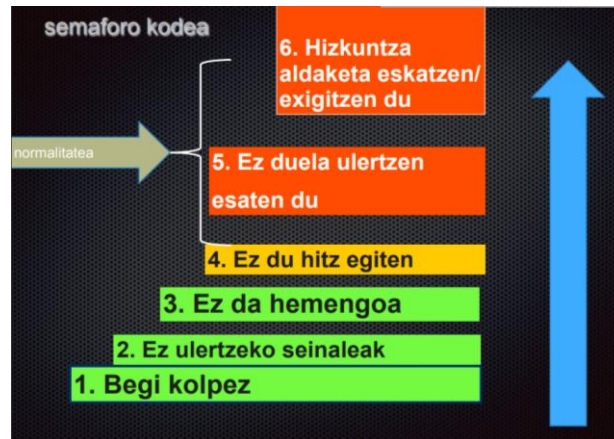 semaforo kodea
6. Hizkuntza
aldaketa eskatzen/
exigitzen du
normalitatea
5. Ez duela ulertzen
esaten du
4. Ez du hitz egiten
3. Ez da hemengoa
2. Ez ulertzeko seinaleak
1. Begi kolpez